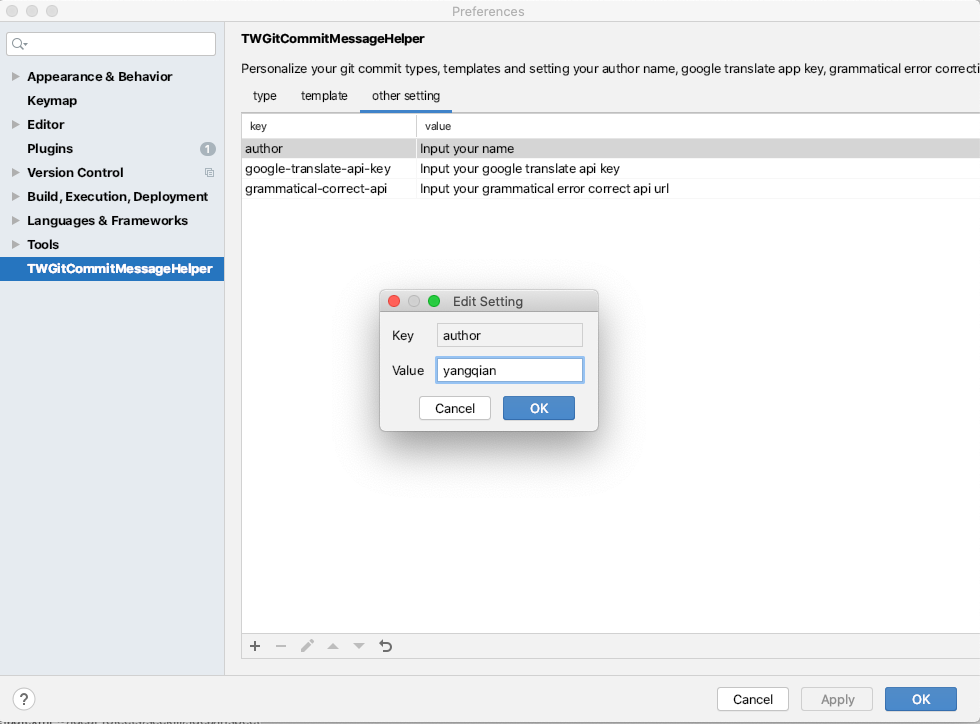 Preferences
TWGitCommitMessageHelper
Personalize your git commit types, templates and setting your author name, google translate app key, grammatical error correcti
type template other setting
key value
author Input your name
google-translate-api-key Input your google translate api key
grammatical-correct-api Input your grammatical error correct api url
Appearance & Behavior
Keymap
Editor
Plugins 1
Version Control
Build, Execution, Deployment
Languages & Frameworks
Tools
TWGitCommitMessageHelper
Edit Setting
Key author
Value yangqian
Cancel OK
? Cancel Apply OK